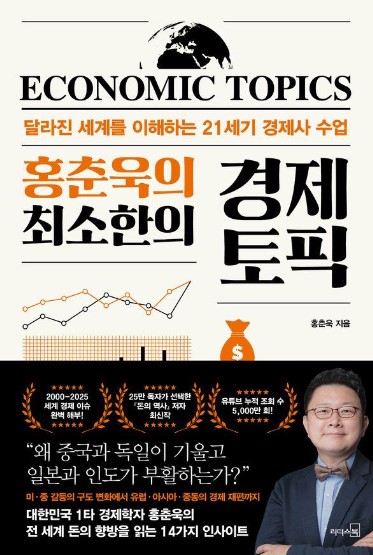 ECONOMIC TOPICS
달라진 세계를 이해하는 21세기 경제사 수업
홍춘욱의
최소한의
경제
토픽
홍춘욱 지음
$
2000~2025
세계 경제 이슈
완벽 해부!
25만 독자가 선택한
『돈의 역사』 저자
최신작
유튜브 누적 조회 수
5,000만 회!
“왜 중국과 독일이 기울고
일본과 인도가 부활하는가?”
미·중 갈등의 구도 변화에서 유럽·아시아·중동의 경제 재편까지
대한민국 1타 경제학자 홍춘욱의
전 세계 돈의 향방을 읽는 14가지 인사이트
리더스북